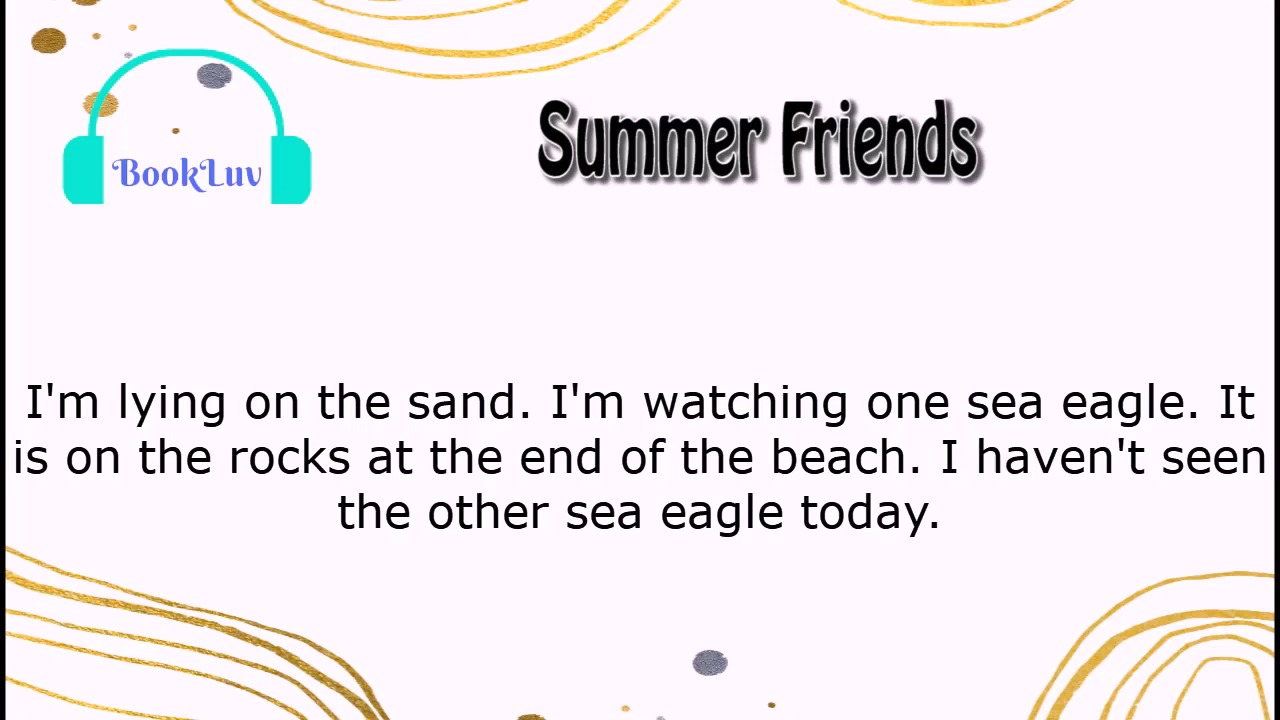 BookLuv
Summer Friends
I'm lying on the sand. I'm watching one sea eagle. It
is on the rocks at the end of the beach. I haven't seen
the other sea eagle today.